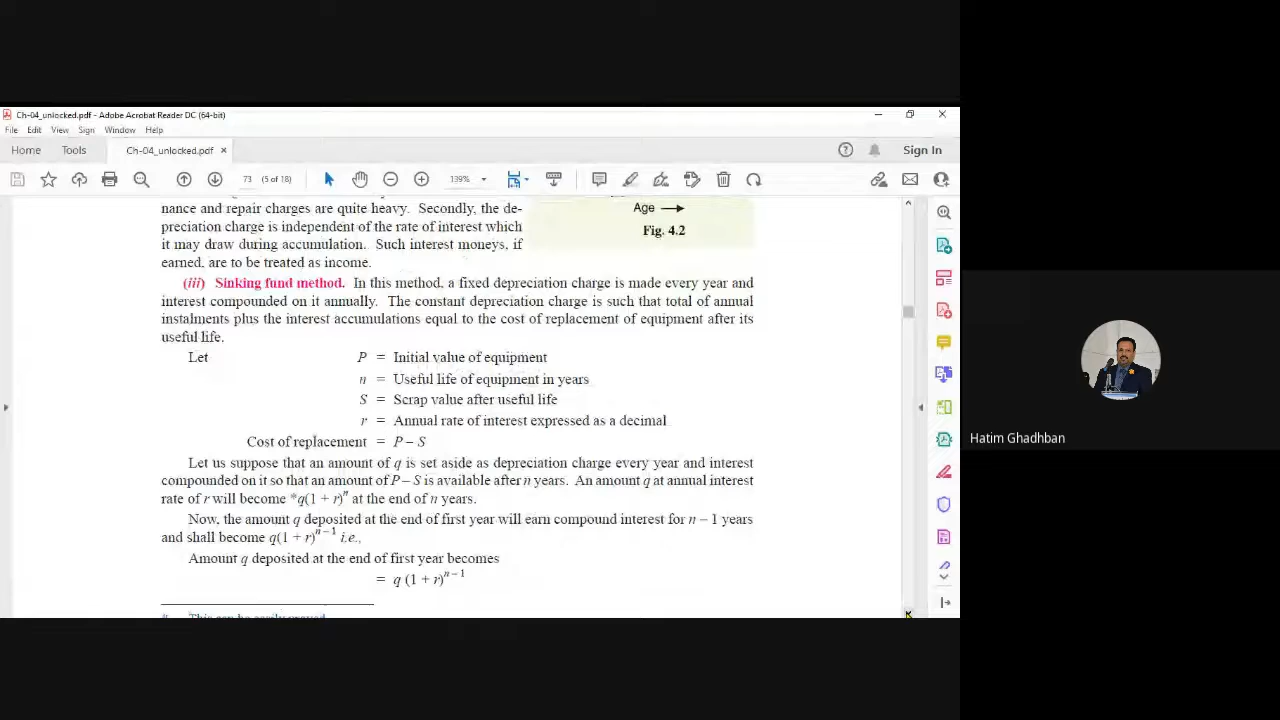 Ch-04_unlocked.pdf - Adobe Acrobat Reader DC (64-bit)
File Edit View Sign Window Help
Home Tools Ch-04_unlocked.pdf × Sign In
73 (5 of 18) 139%
nance and repair charges are quite heavy. Secondly, the de-
preciation charge is independent of the rate of interest which
it may draw during accumulation. Such interest moneys, if
earned, are to be treated as income.
Age →
Fig. 4.2
(iii) Sinking fund method. In this method, a fixed depreciation charge is made every year and
interest compounded on it annually. The constant depreciation charge is such that total of annual
instalments plus the interest accumulations equal to the cost of replacement of equipment after its
useful life.
Let P = Initial value of equipment
n = Useful life of equipment in years
S = Scrap value after useful life
r = Annual rate of interest expressed as a decimal
Cost of replacement = P – S
Let us suppose that an amount of q is set aside as depreciation charge every year and interest
compounded on it so that an amount of P – S is available after n years. An amount q at annual interest
rate of r will become *q(1 + r)^n at the end of n years.
Now, the amount q deposited at the end of first year will earn compound interest for n – 1 years
and shall become q(1 + r)^{n – 1} i.e.,
Amount q deposited at the end of first year becomes
= q (1 + r)^{n – 1}
* This can be easily proved.
Hatim Ghadhban